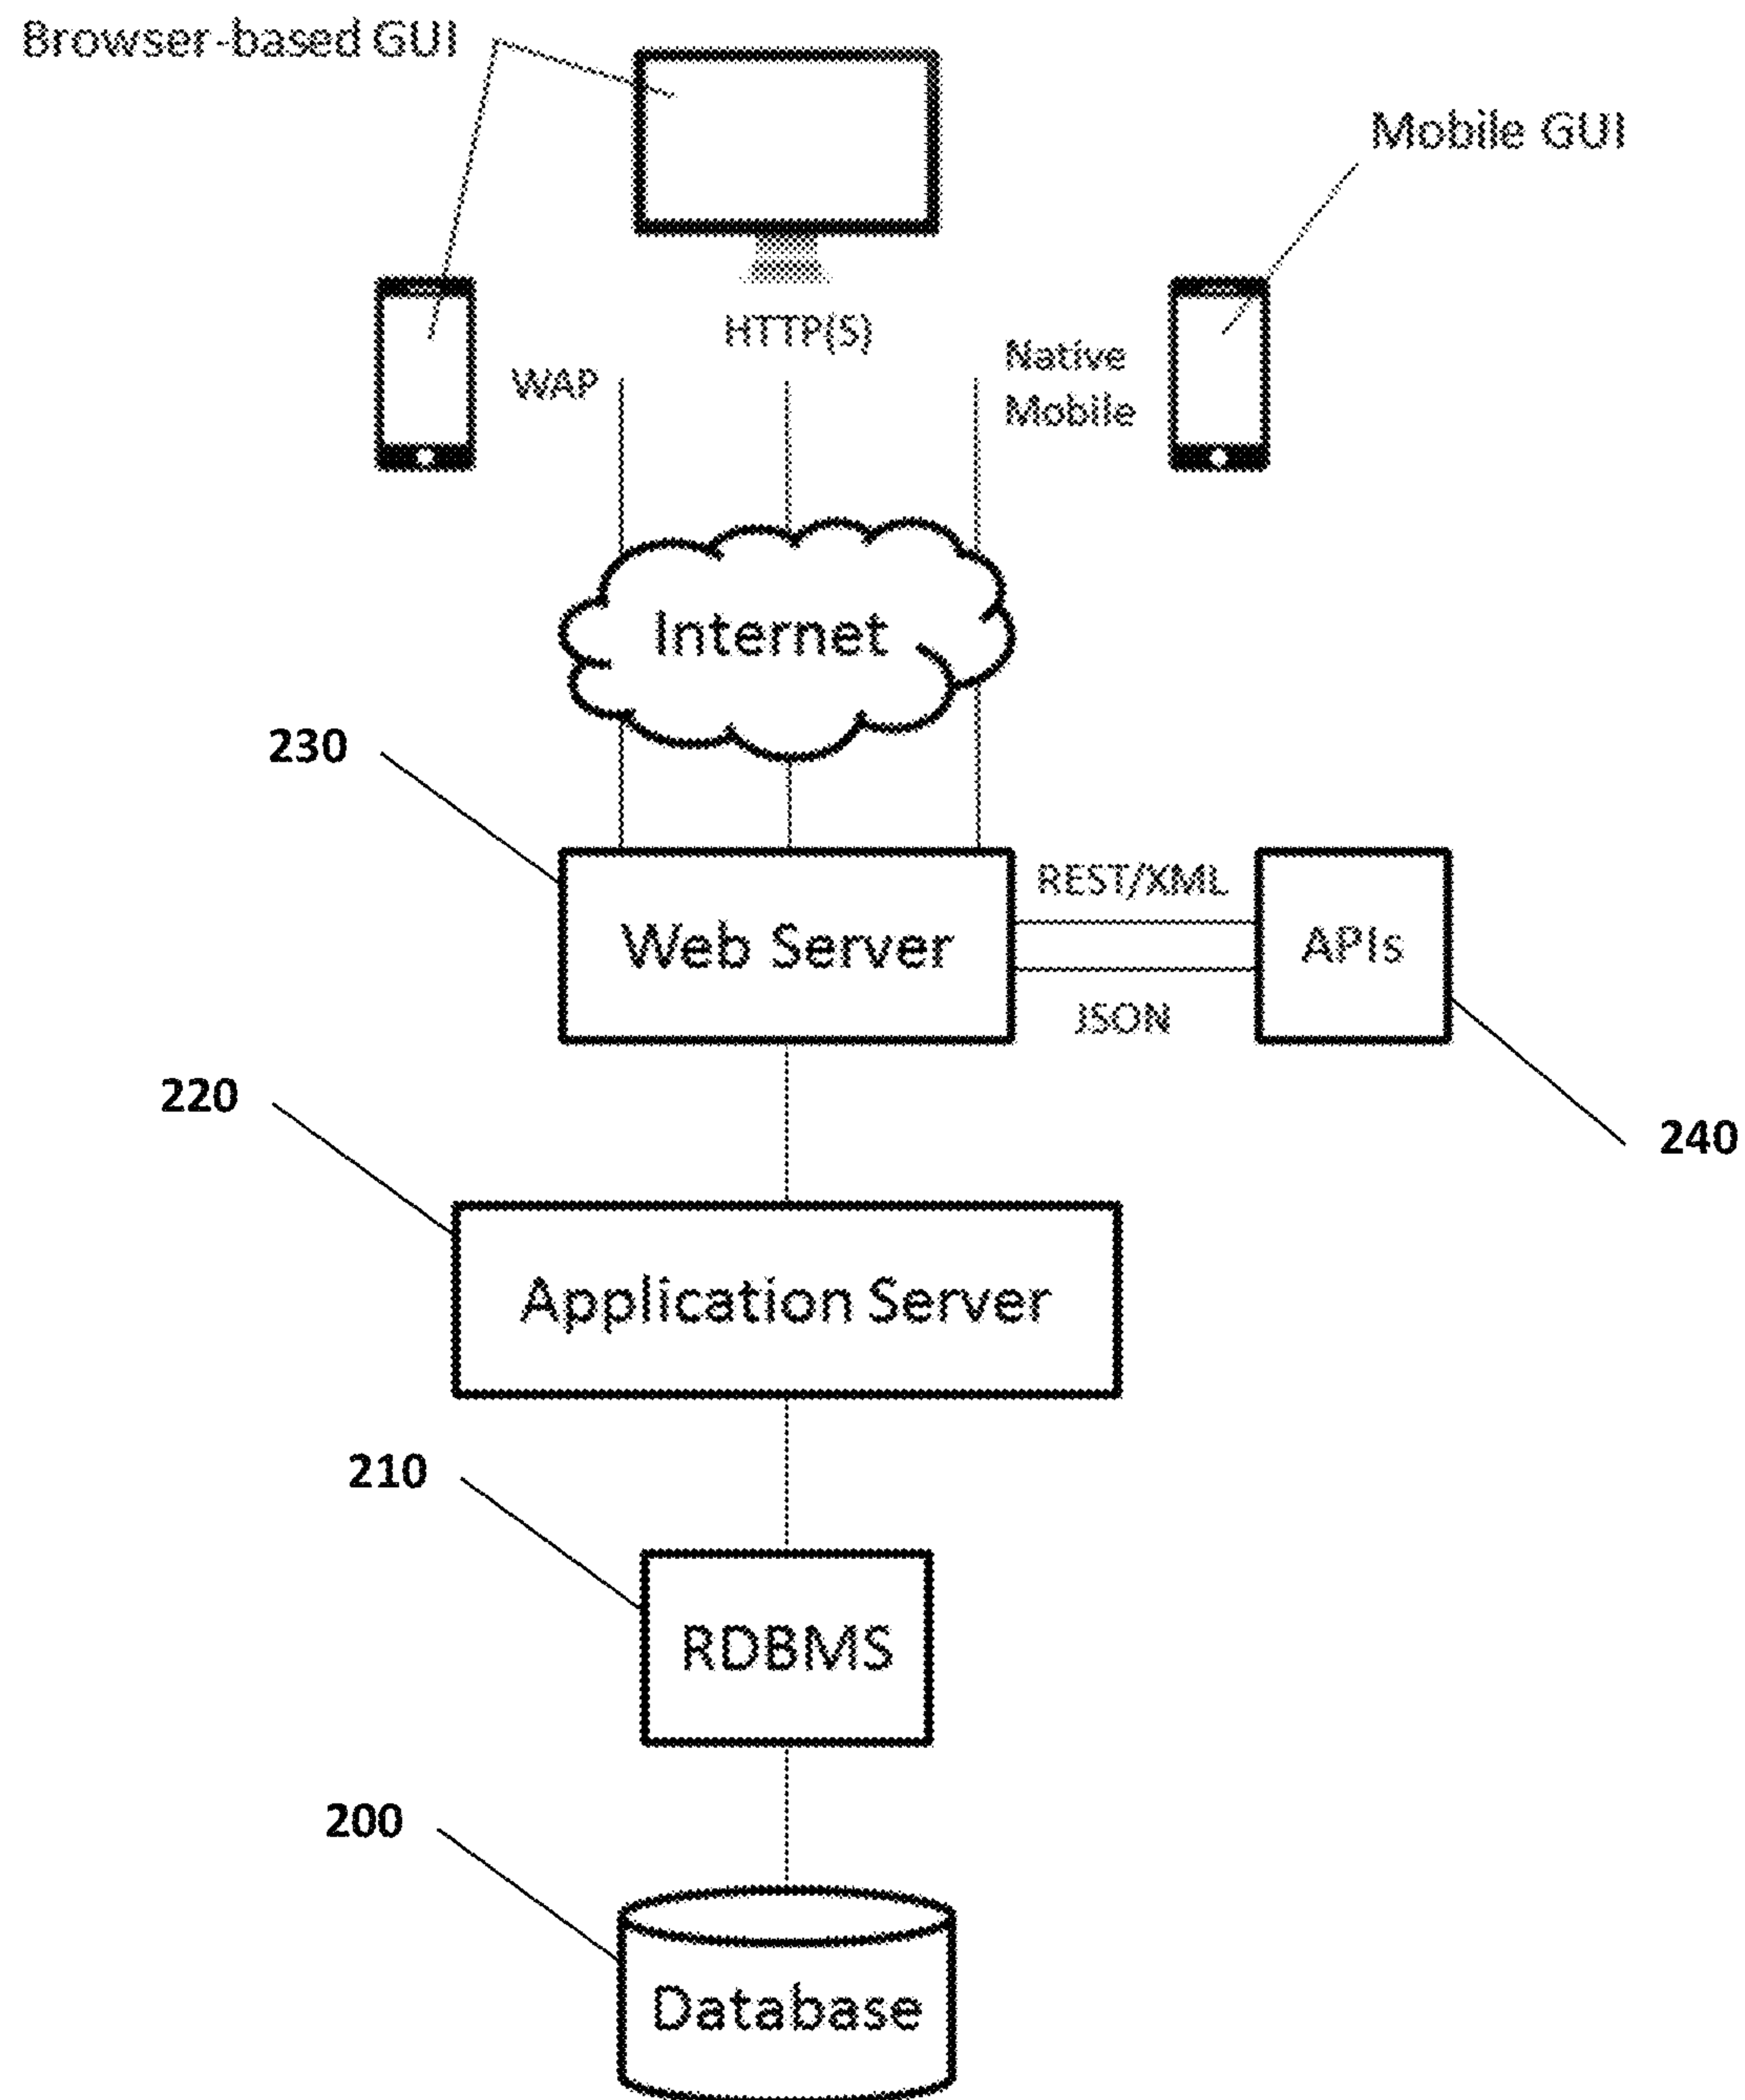 Browser-based GUI
Mobile GUI
HTTP(S)
WAP
Native
Mobile
Internet
230
Web Server
REST/XML
JSON
APIs
220
240
Application Server
210
RDBMS
200
Database